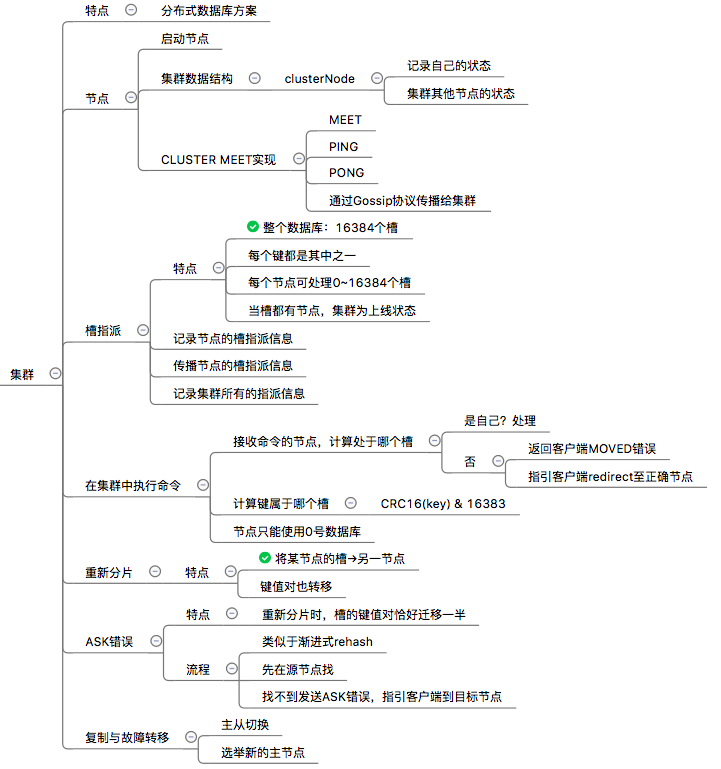 特点
分布式数据库方案
启动节点
集群数据结构
clusterNode
记录自己的状态
集群其他节点的状态
节点
CLUSTER MEET实现
MEET
PING
PONG
通过Gossip协议传播给集群
整个数据库：16384个槽
每个键都是其中之一
特点
每个节点可处理0~16384个槽
当槽都有节点，集群为上线状态
槽指派
记录节点的槽指派信息
传播节点的槽指派信息
记录集群所有的指派信息
集群
接收命令的节点，计算处于哪个槽
是自己？处理
否
返回客户端MOVED错误
指引客户端redirect至正确节点
在集群中执行命令
计算键属于哪个槽
CRC16(key) & 16383
节点只能使用0号数据库
重新分片
特点
将某节点的槽→另一节点
键值对也转移
ASK错误
特点
重新分片时，槽的键值对恰好迁移一半
流程
类似于渐进式rehash
先在源节点找
找不到发送ASK错误，指引客户端到目标节点
复制与故障转移
主从切换
选举新的主节点